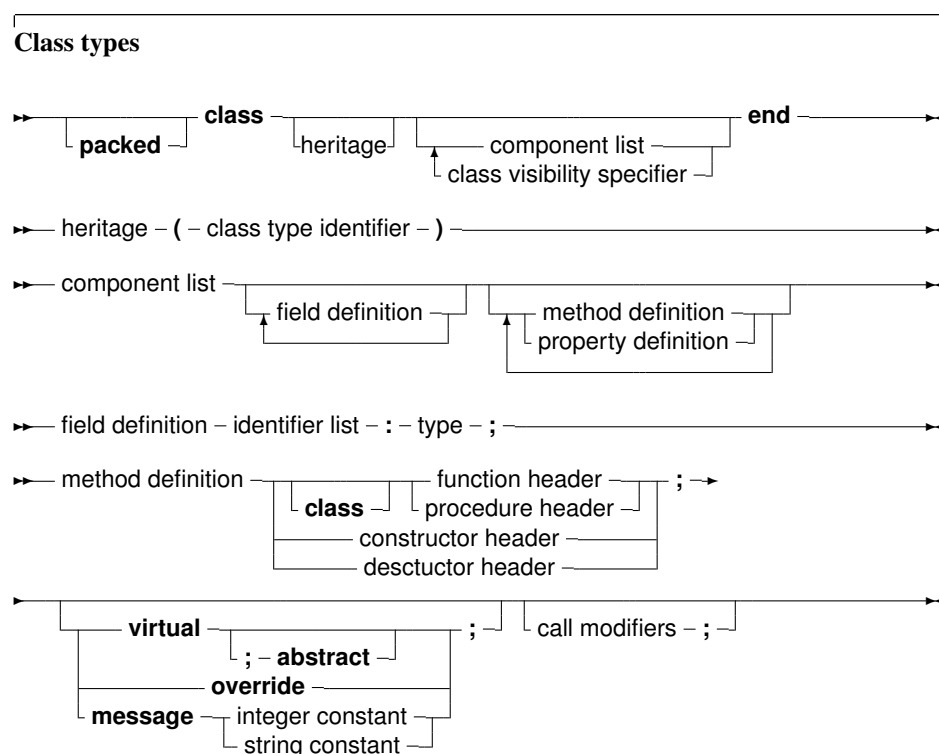 Class types
class end
packed heritage component list
class visibility specifier
heritage – ( – class type identifier – )
component list
field definition method definition
property definition
field definition – identifier list – : – type – ;
method definition function header ;
class procedure header
constructor header
desctuctor header
virtual ; call modifiers – ;
; – abstract
override
message integer constant
string constant